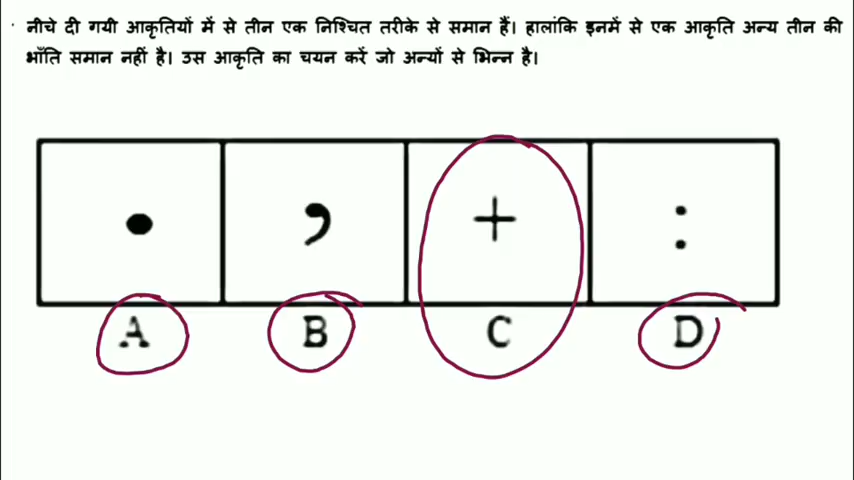 नीचे दी गयी आकृतियों में से तीन एक निश्चित तरीके से समान हैं। हालांकि इनमें से एक आकृति अन्य तीन की
भाँति समान नहीं है। उस आकृति का चयन करें जो अन्यों से भिन्न है।
• , + :
A B C D